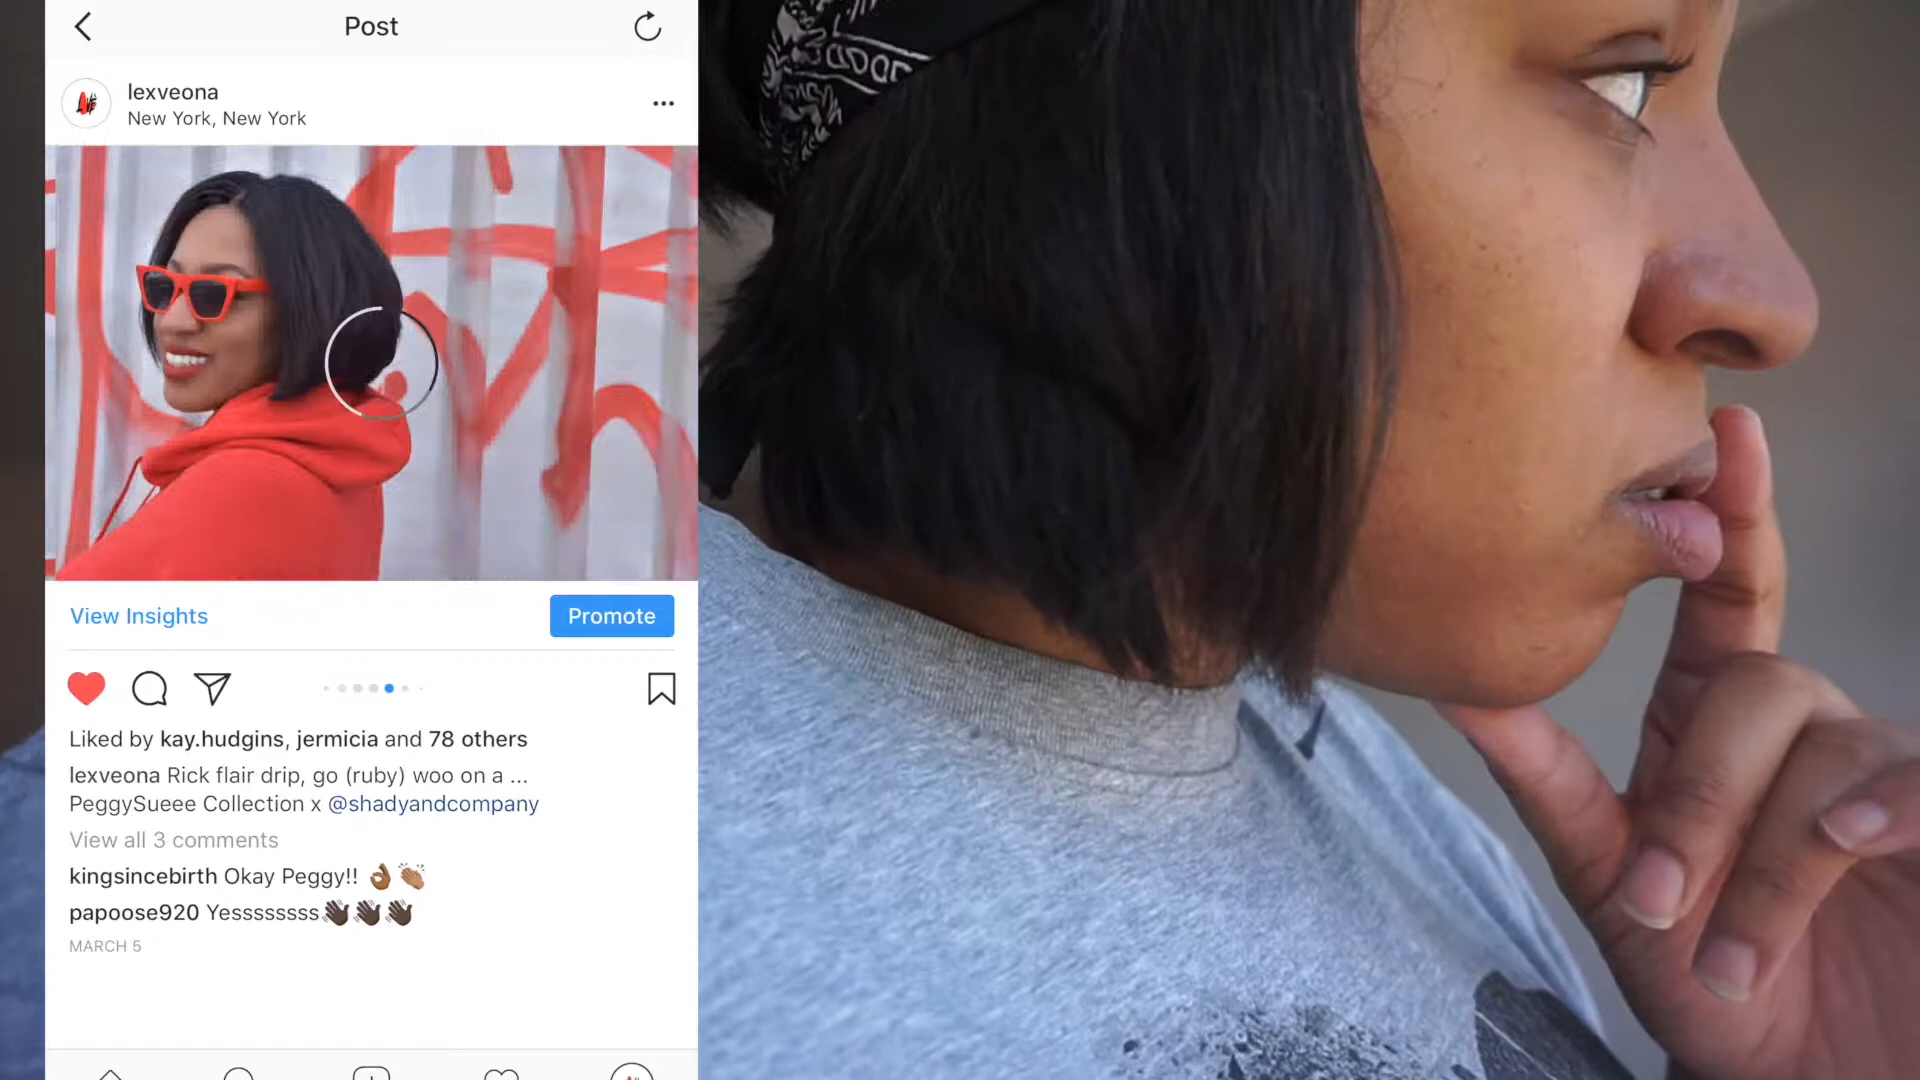 Post
lexveona
New York, New York
View Insights
Promote
Liked by kay.hudgins, jermicia and 78 others
lexveona Rick flair drip, go (ruby) woo on a ...
PeggySueee Collection x @shadyandcompany
View all 3 comments
kingsincebirth Okay Peggy!! 👌🏾 👏🏽
papoose920 Yesssssssss👋🏿👋🏿👋🏿
MARCH 5